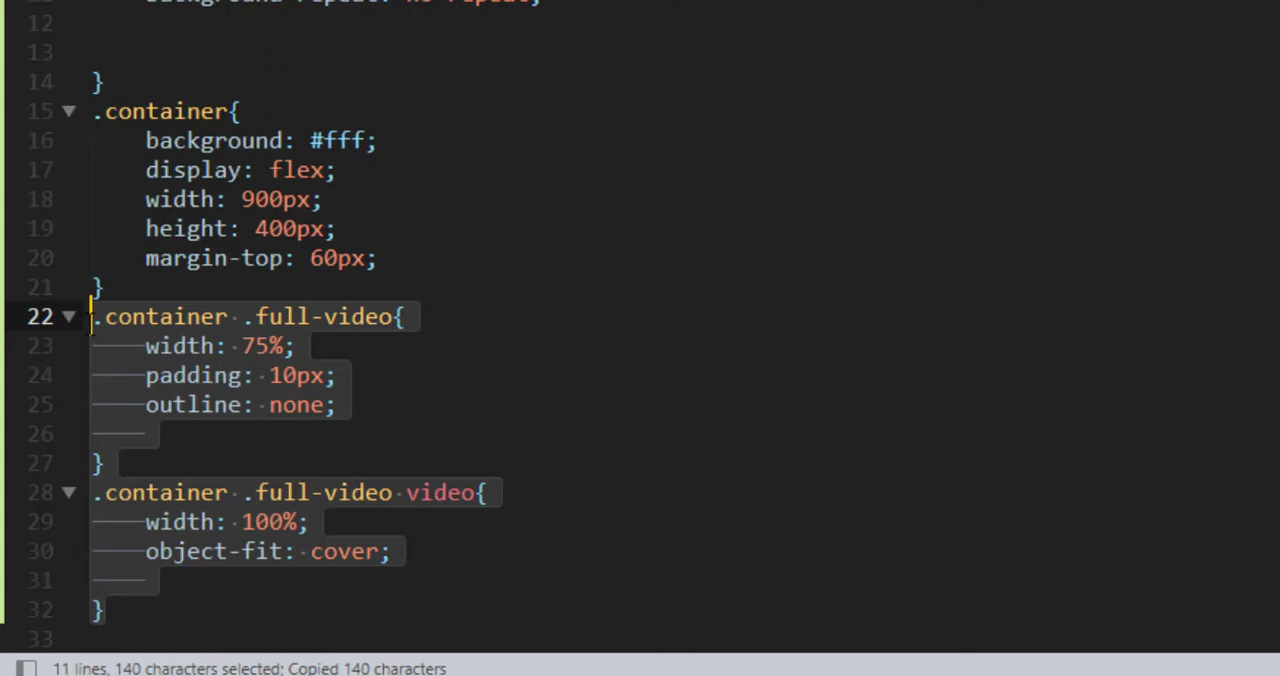 12
13
14 }
15 .container{
16 background: #fff;
17 display: flex;
18 width: 900px;
19 height: 400px;
20 margin-top: 60px;
21 }
22 .container .full-video{
23 width: 75%;
24 padding: 10px;
25 outline: none;
26
27 }
28 .container .full-video video{
29 width: 100%;
30 object-fit: cover;
31
32 }
33
11 lines, 140 characters selected; Copied 140 characters